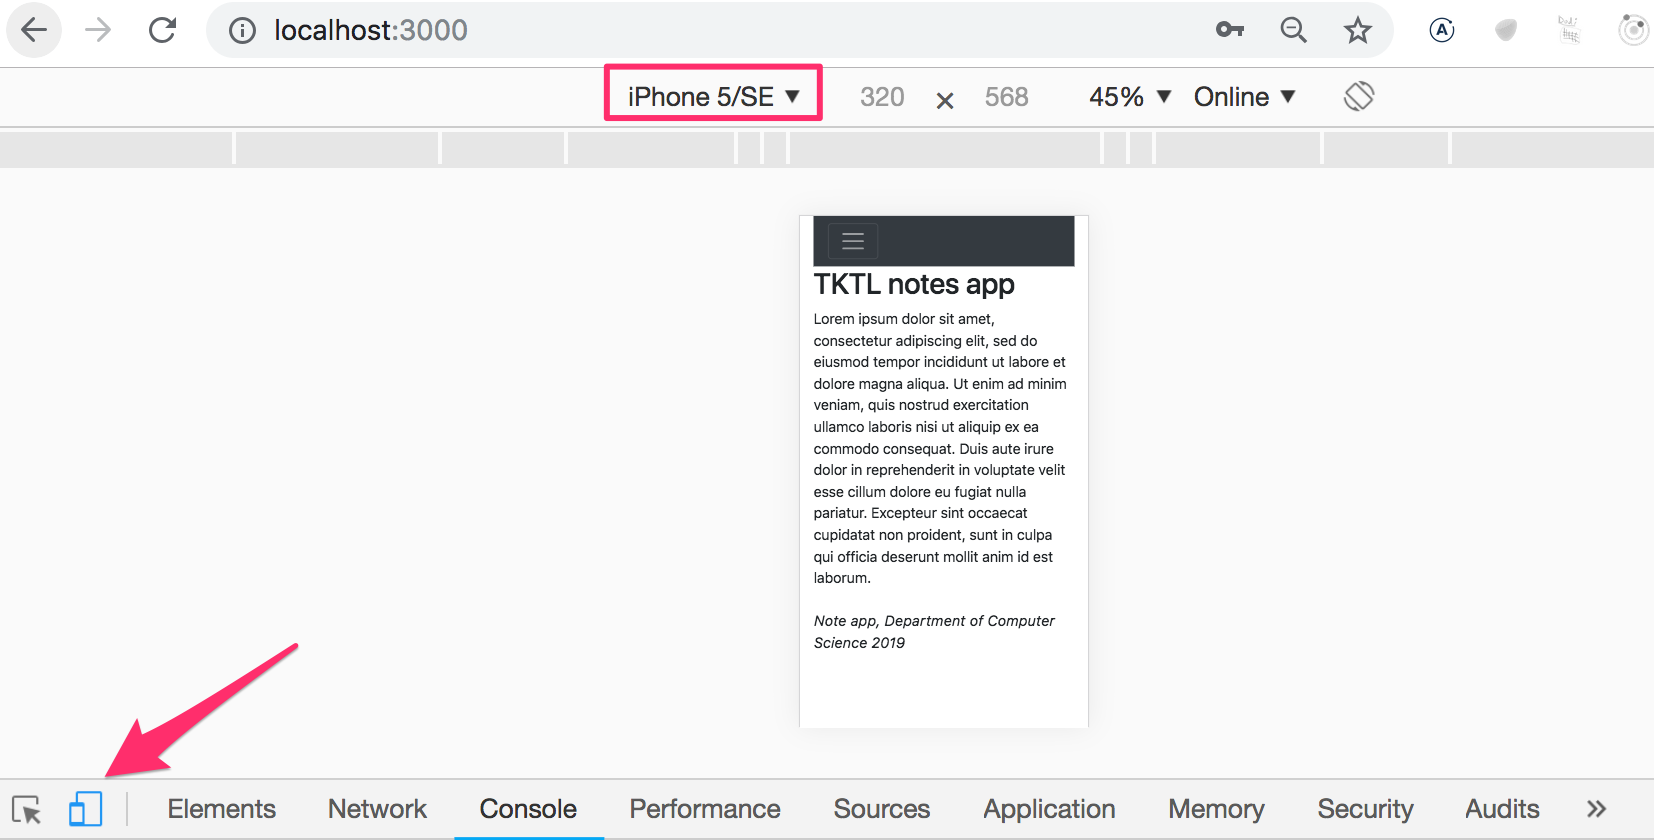 localhost:3000
iPhone 5/SE ▼ 320 × 568 45% ▼ Online ▼
TKTL notes app
Lorem ipsum dolor sit amet,
consectetur adipiscing elit, sed do
eiusmod tempor incididunt ut labore et
dolore magna aliqua. Ut enim ad minim
veniam, quis nostrud exercitation
ullamco laboris nisi ut aliquip ex ea
commodo consequat. Duis aute irure
dolor in reprehenderit in voluptate velit
esse cillum dolore eu fugiat nulla
pariatur. Excepteur sint occaecat
cupidatat non proident, sunt in culpa
qui officia deserunt mollit anim id est
laborum.
Note app, Department of Computer
Science 2019
Elements Network Console Performance Sources Application Memory Security Audits »